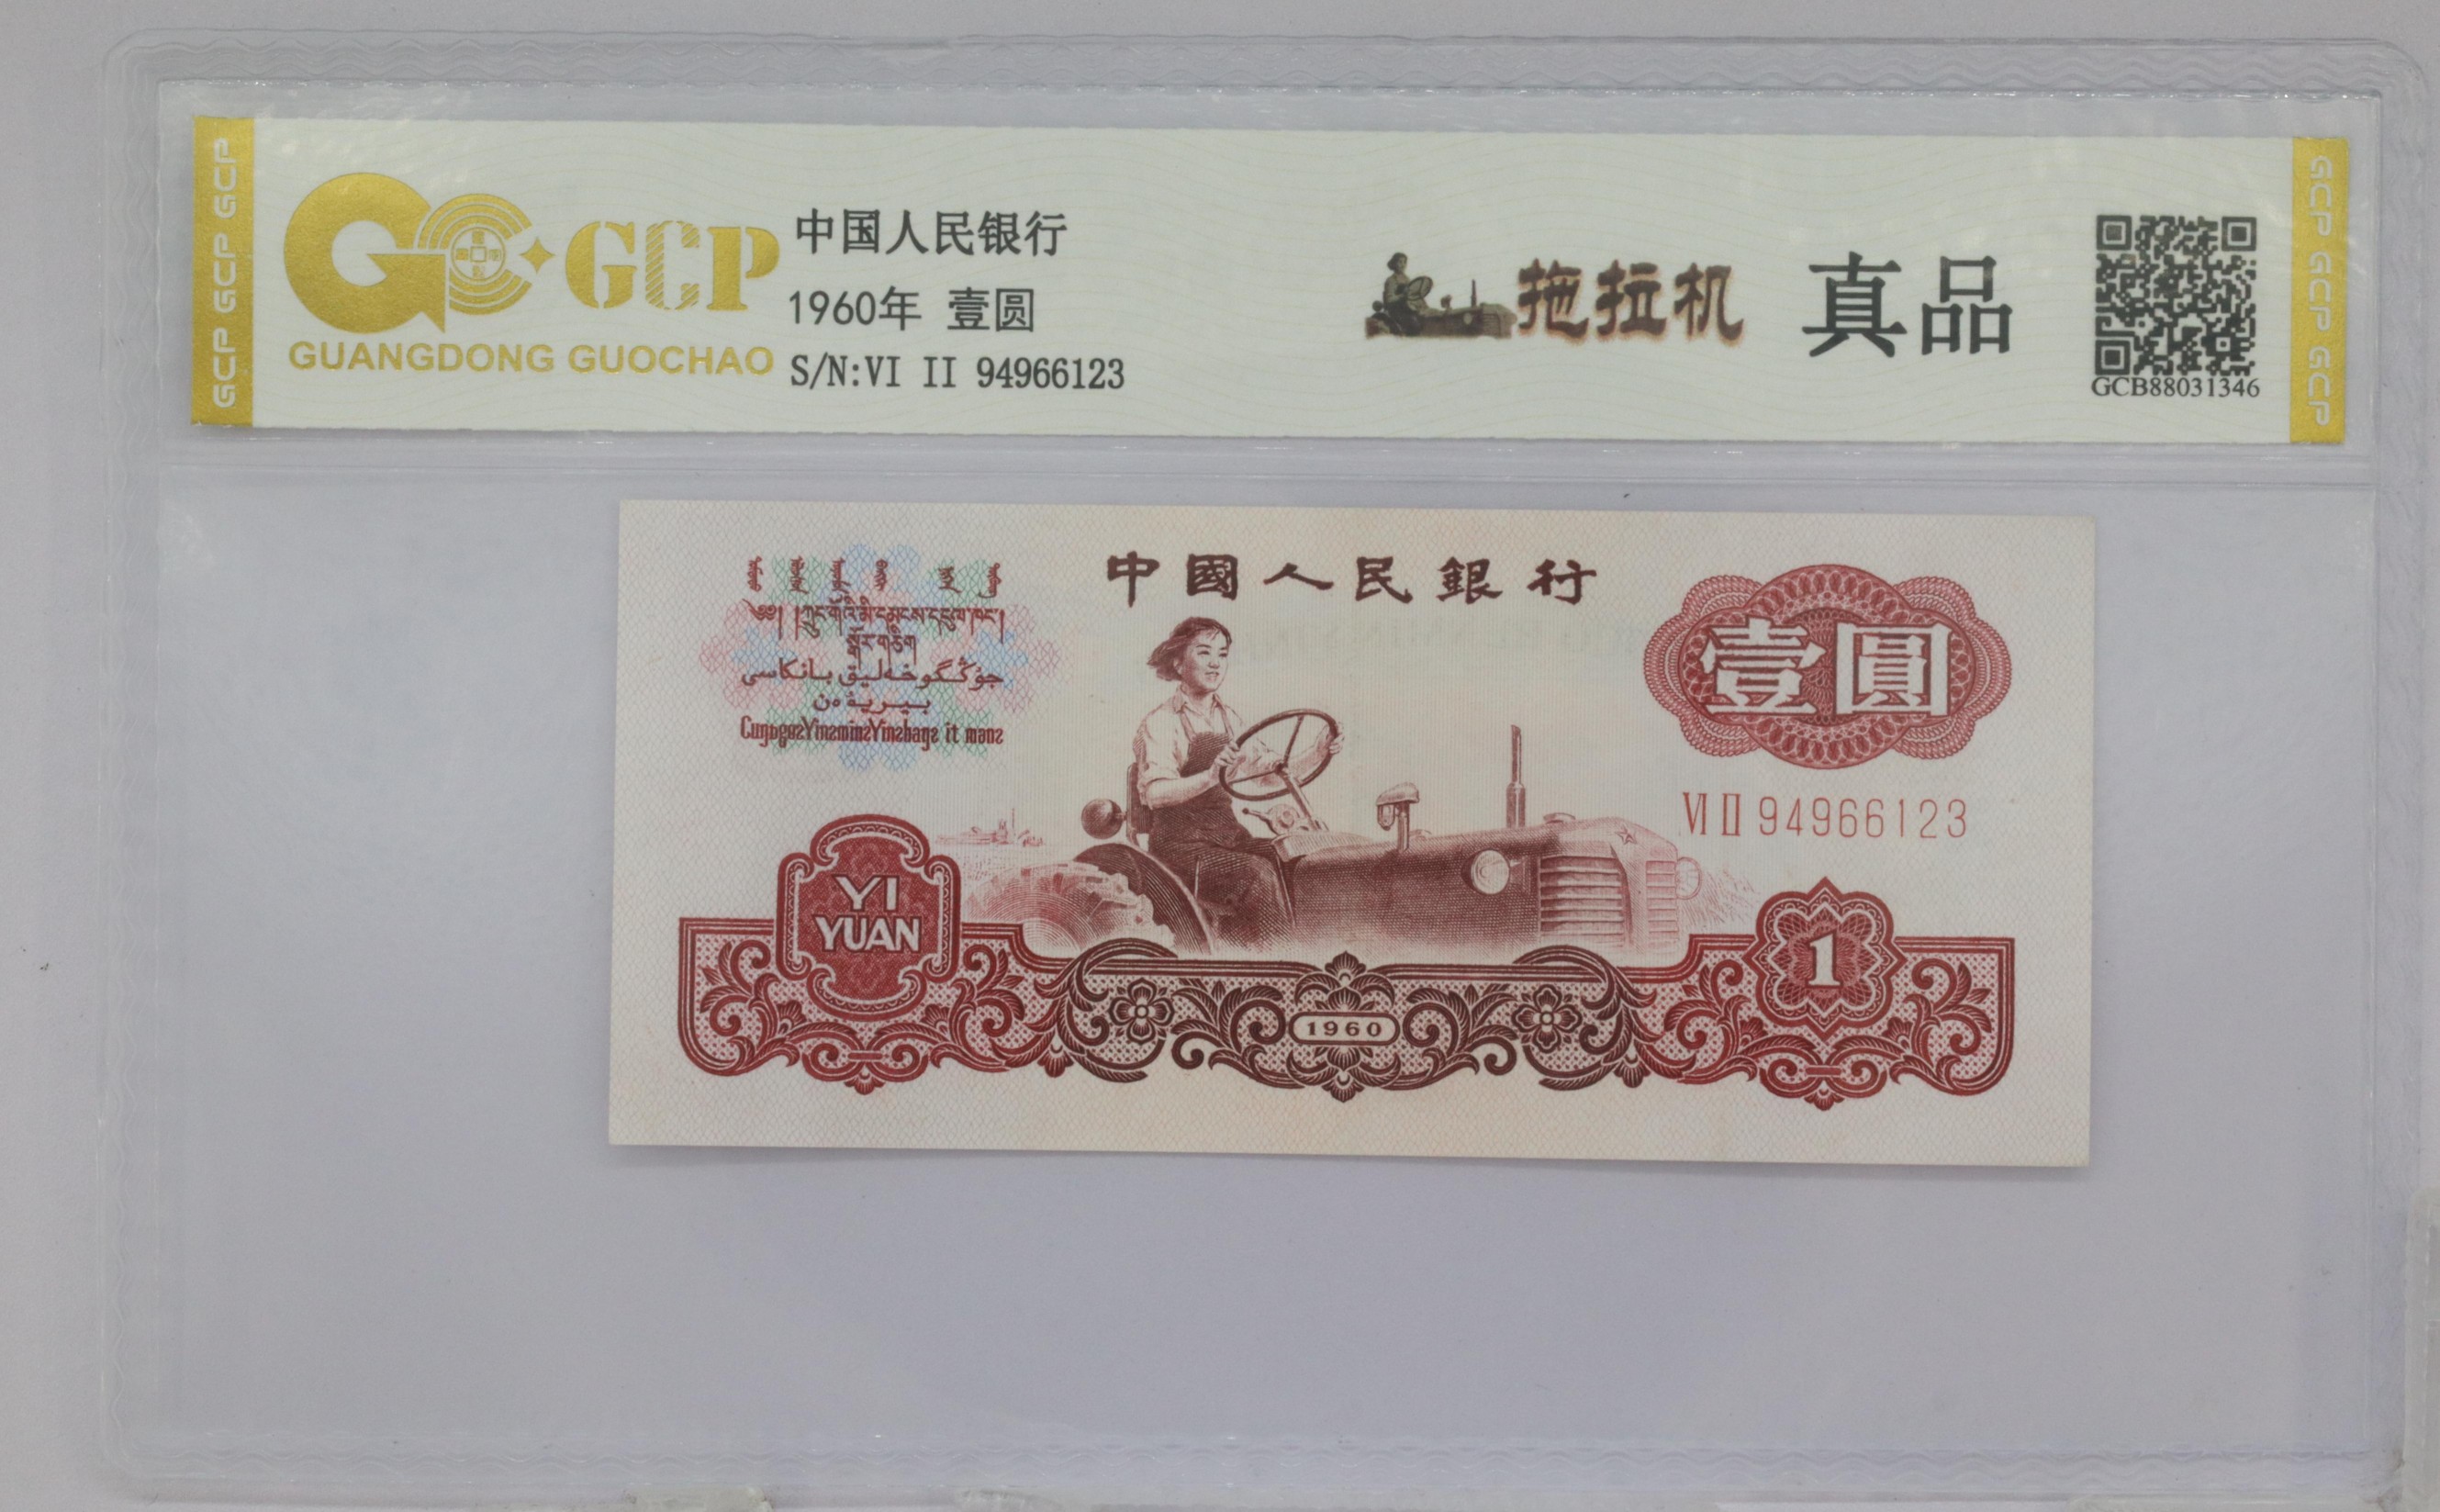 GCP GCP GCP
GCP
GUANGDONG GUOCHAO
中国人民银行
1960年 壹圆
S/N:VI II 94966123
拖拉机 真品
GCB88031346
GCP GCP GCP
中國人民銀行
壹圓
VI II 94966123
YI
YUAN
1960
1